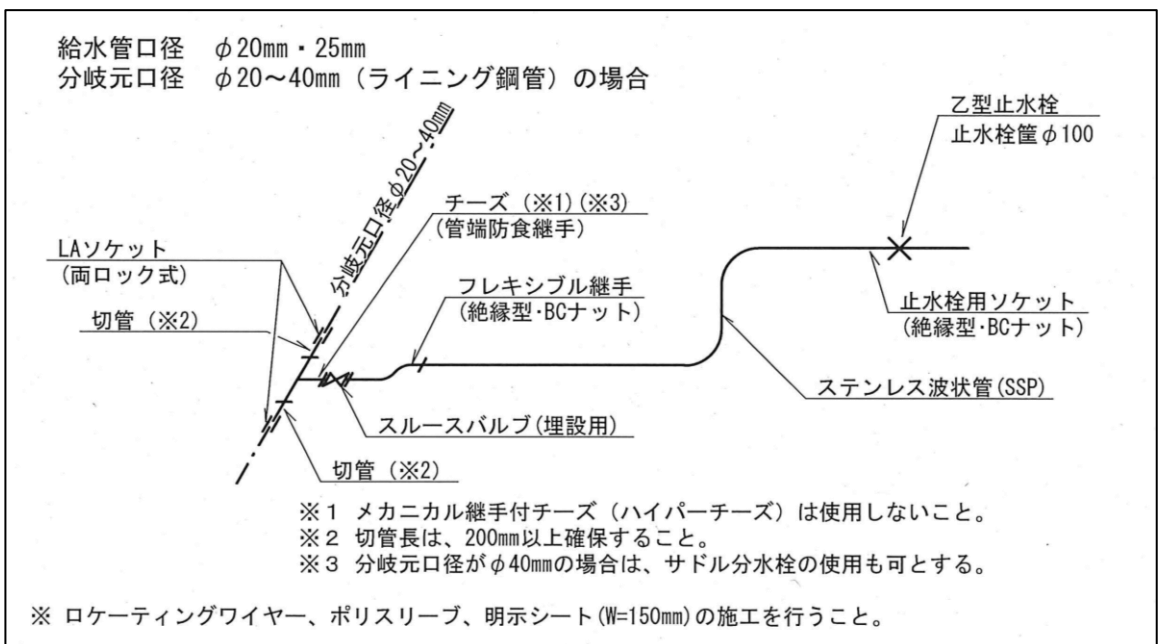 給水管口径 φ20mm・25mm
分岐元口径 φ20～40mm（ライニング鋼管）の場合
乙型止水栓
止水栓筐φ100
分岐元口径φ20～40mm
チーズ（※1）（※3）
（管端防食継手）
LAソケット
（両ロック式）
フレキシブル継手
（絶縁型・BCナット）
止水栓用ソケット
（絶縁型・BCナット）
切管（※2）
ステンレス波状管(SSP)
スルースバルブ(埋設用)
切管（※2）
※1 メカニカル継手付チーズ（ハイパーチーズ）は使用しないこと。
※2 切管長は、200mm以上確保すること。
※3 分岐元口径がφ40mmの場合は、サドル分水栓の使用も可とする。
※ ロケーティングワイヤー、ポリスリーブ、明示シート(W=150mm)の施工を行うこと。